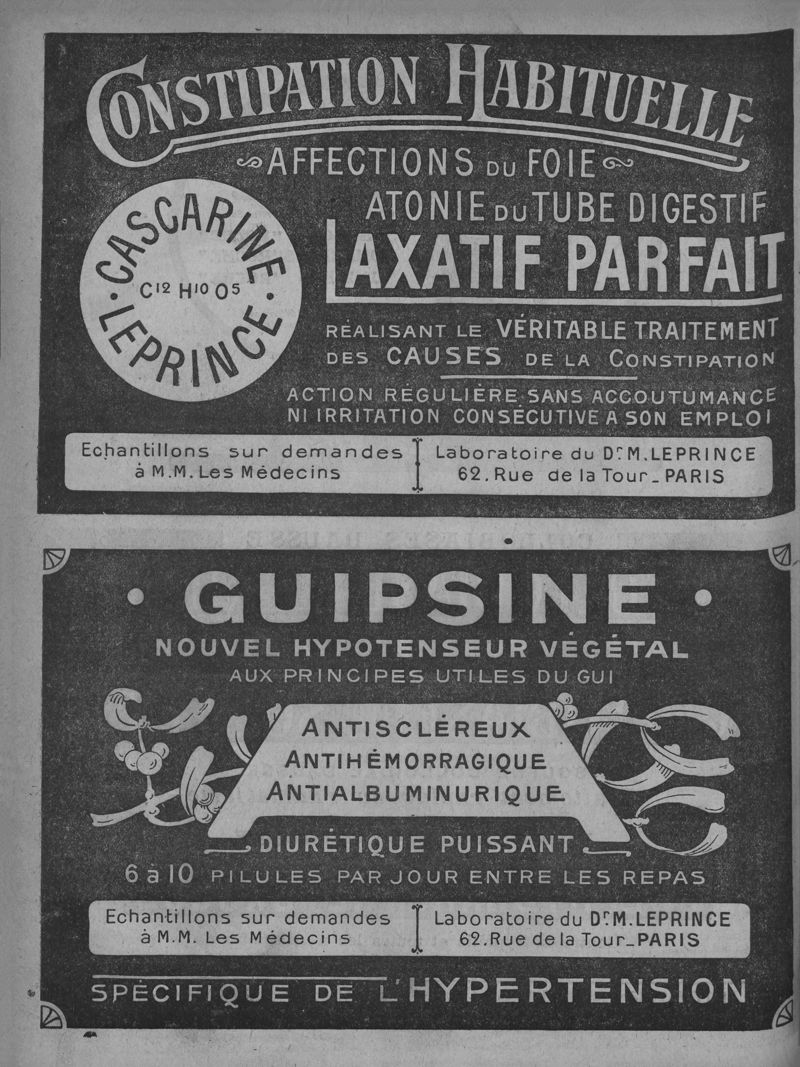 CONSTIPATION HABITUELLE
AFFECTIONS DU FOIE
ATONIE DU TUBE DIGESTIF
CASCARINE
C12 H10 O5
LEPRINCE
LAXATIF PARFAIT
RÉALISANT LE VÉRITABLE TRAITEMENT
DES CAUSES DE LA CONSTIPATION
ACTION RÉGULIÈRE SANS ACCOUTUMANCE
NI IRRITATION CONSÉCUTIVE A SON EMPLOI
Echantillons sur demandes
à M.M. Les Médecins
Laboratoire du Dr M. LEPRINCE
62. Rue de la Tour_PARIS
• GUIPSINE •
NOUVEL HYPOTENSEUR VÉGÉTAL
AUX PRINCIPES UTILES DU GUI
ANTISCLÉREUX
ANTIHÉMORRAGIQUE
ANTIALBUMINURIQUE
DIURÉTIQUE PUISSANT
6 à 10 PILULES PAR JOUR ENTRE LES REPAS
Echantillons sur demandes
à M.M. Les Médecins
Laboratoire du Dr M. LEPRINCE
62. Rue de la Tour_PARIS
SPÉCIFIQUE DE L'HYPERTENSION